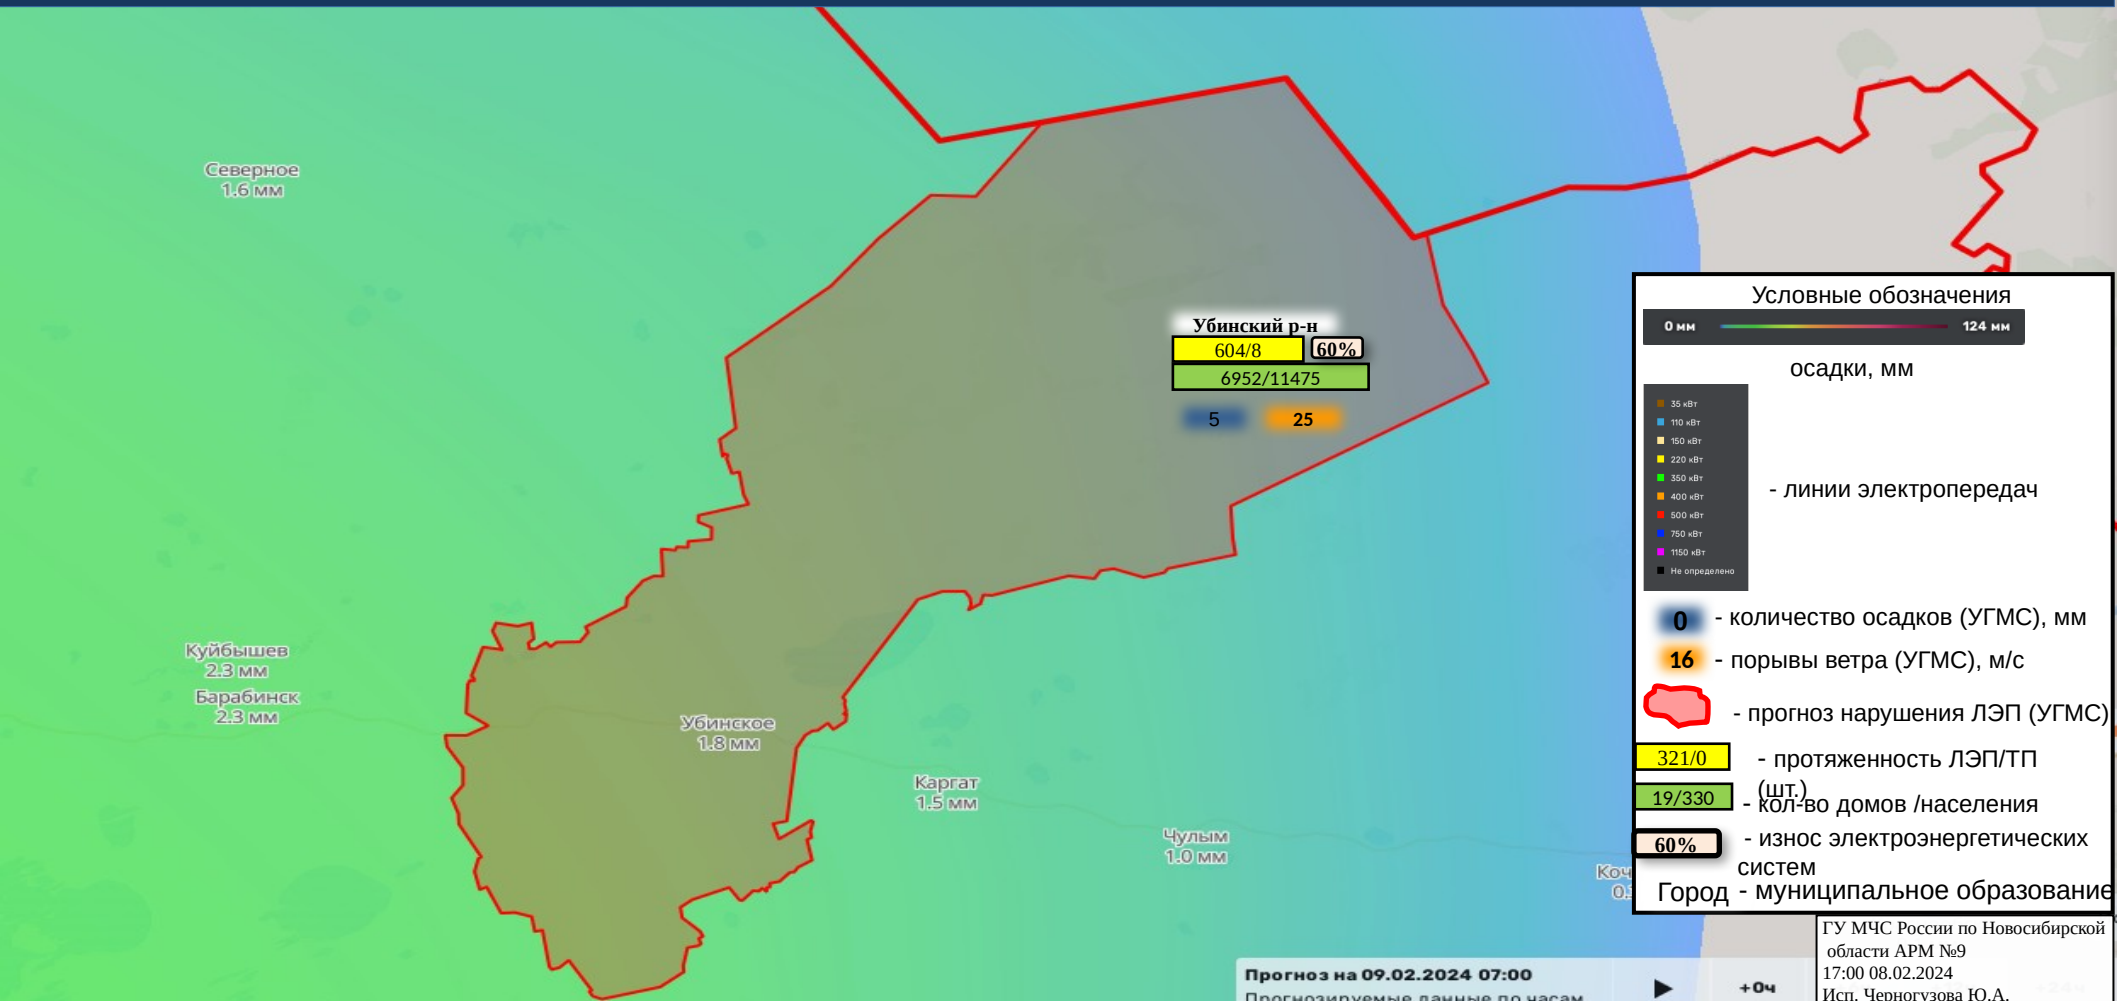 Северное
1.6 мм
Убинский р-н
604/8
60%
6952/11475
5
25
Куйбышев
2.3 мм
Барабинск
2.3 мм
Убинское
1.8 мм
Каргат
1.5 мм
Чулым
1.0 мм
Условные обозначения
0 мм
124 мм
осадки, мм
35 кВт
110 кВт
150 кВт
220 кВт
350 кВт
400 кВт
500 кВт
750 кВт
1150 кВт
Не определено
- линии электропередач
0 - количество осадков (УГМС), мм
16 - порывы ветра (УГМС), м/с
- прогноз нарушения ЛЭП (УГМС)
321/0 - протяженность ЛЭП/ТП
(шт.)
19/330 - кол-во домов /населения
60% - износ электроэнергетических
систем
Город - муниципальное образование
ГУ МЧС России по Новосибирской
области АРМ №9
17:00 08.02.2024
Исп. Черногузова Ю.А.
Прогноз на 09.02.2024 07:00
Прогнозируемые данные по часам
+0ч